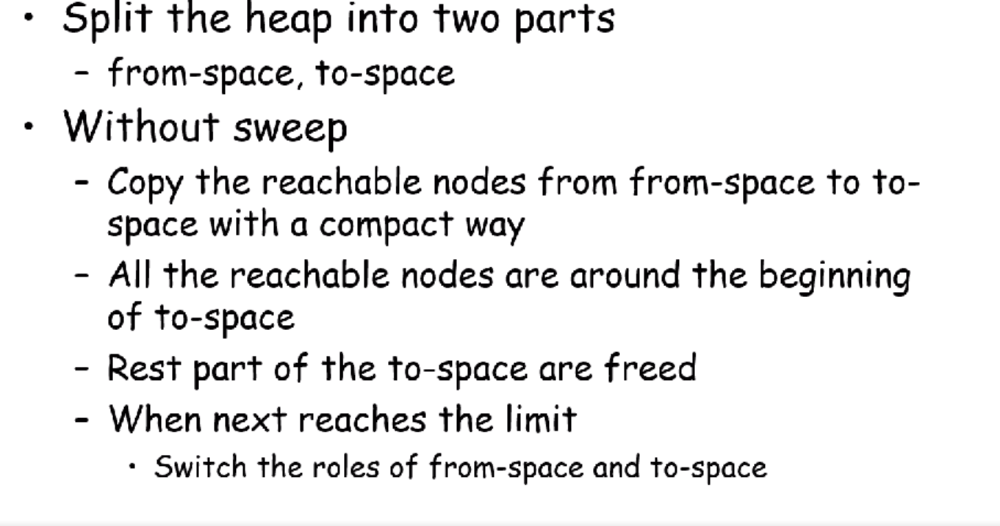 • Split the heap into two parts
– from-space, to-space
• Without sweep
– Copy the reachable nodes from from-space to to-
space with a compact way
– All the reachable nodes are around the beginning
of to-space
– Rest part of the to-space are freed
– When next reaches the limit
• Switch the roles of from-space and to-space